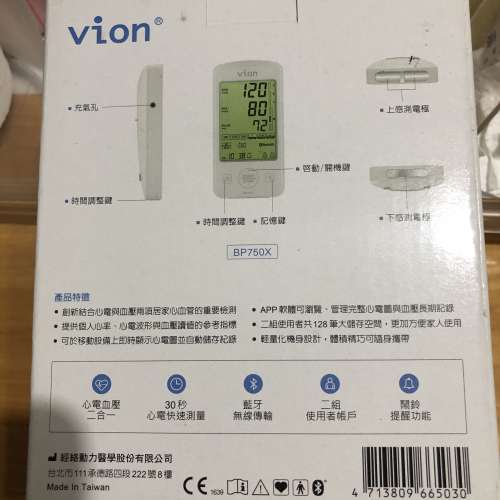 vion®
vion
120
80
72
10:38
充氣孔
上感測電極
啓動/關機鍵
時間調整鍵
時間調整鍵
記憶鍵
下感測電極
BP750X
產品特徵
• 創新結合心電與血壓兩項居家心血管的重要檢測
• 提供個人心率、心電波形與血壓讀值的參考指標
• 可於移動設備上即時顯示心電圖並自動儲存記錄
• APP 軟體可瀏覽、管理完整心電圖與血壓長期記錄
• 二組使用者共128筆大儲存空間，更加方便家人使用
• 輕量化機身設計，體積精巧可隨身攜帶
心電血壓
二合一
30 秒
心電快速測量
藍牙
無線傳輸
二組
使用者帳戶
鬧鈴
提醒功能
經絡動力醫學股份有限公司
台北市111承德路四段222號8樓
Made In Taiwan
CE 1639
4 713809 665030